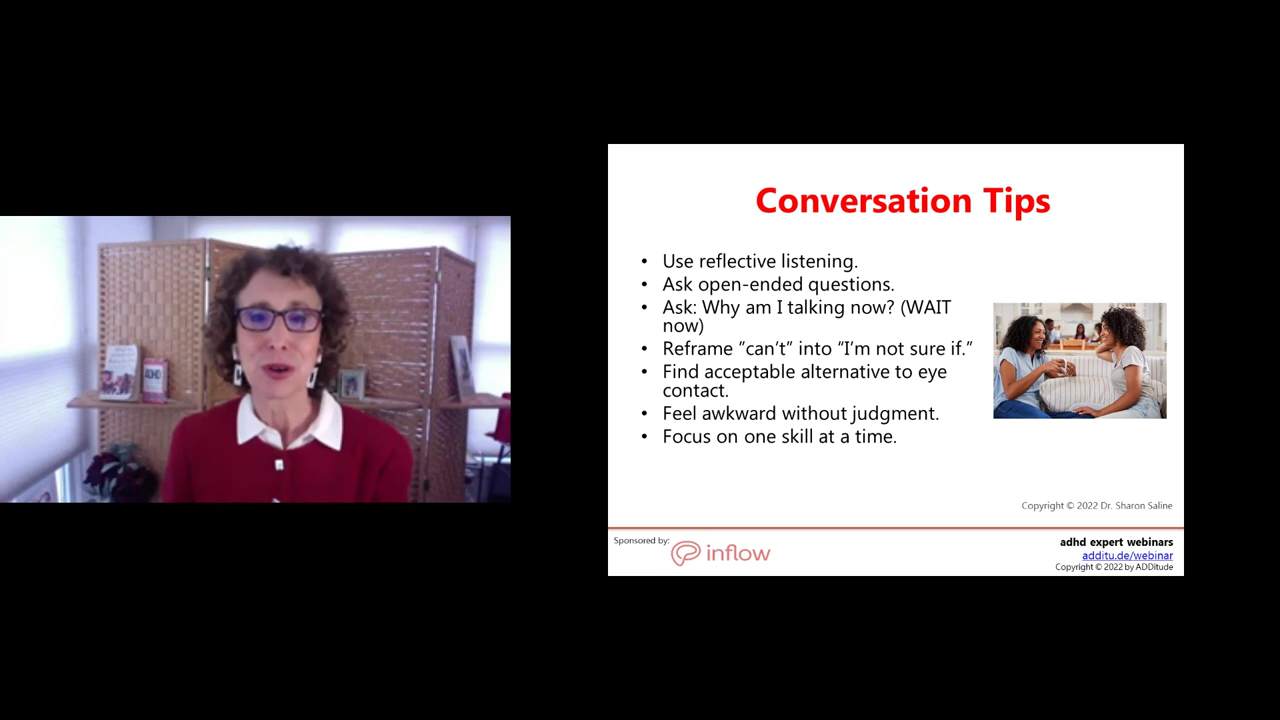 ADHD
Conversation Tips
• Use reflective listening.
• Ask open-ended questions.
• Ask: Why am I talking now? (WAIT
now)
• Reframe “can’t” into “I’m not sure if.”
• Find acceptable alternative to eye
contact.
• Feel awkward without judgment.
• Focus on one skill at a time.
Copyright © 2022 Dr. Sharon Saline
Sponsored by:
inflow
adhd expert webinars
additu.de/webinar
Copyright © 2022 by ADDitude